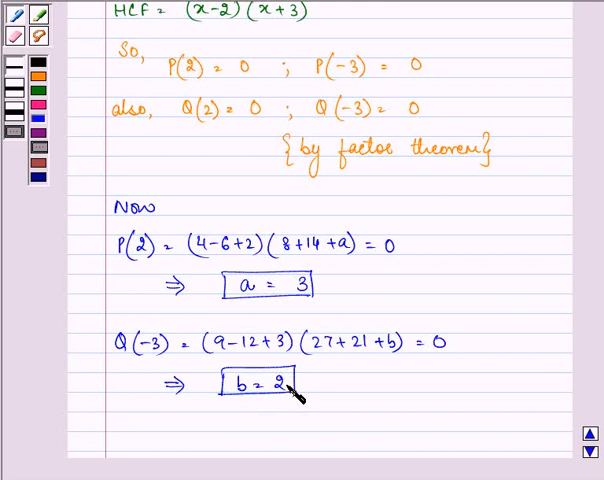 HCF = (x-2) (x+3)
So,
P(2) = 0 ; P(-3) = 0
also, Q(2) = 0 ; Q(-3) = 0
{by factor theorem}
Now
P(2) = (4-6+2) (8+14+a) = 0
⇒ a = 3
Q(-3) = (9-12+3) (27+21+b) = 0
⇒ b = 2